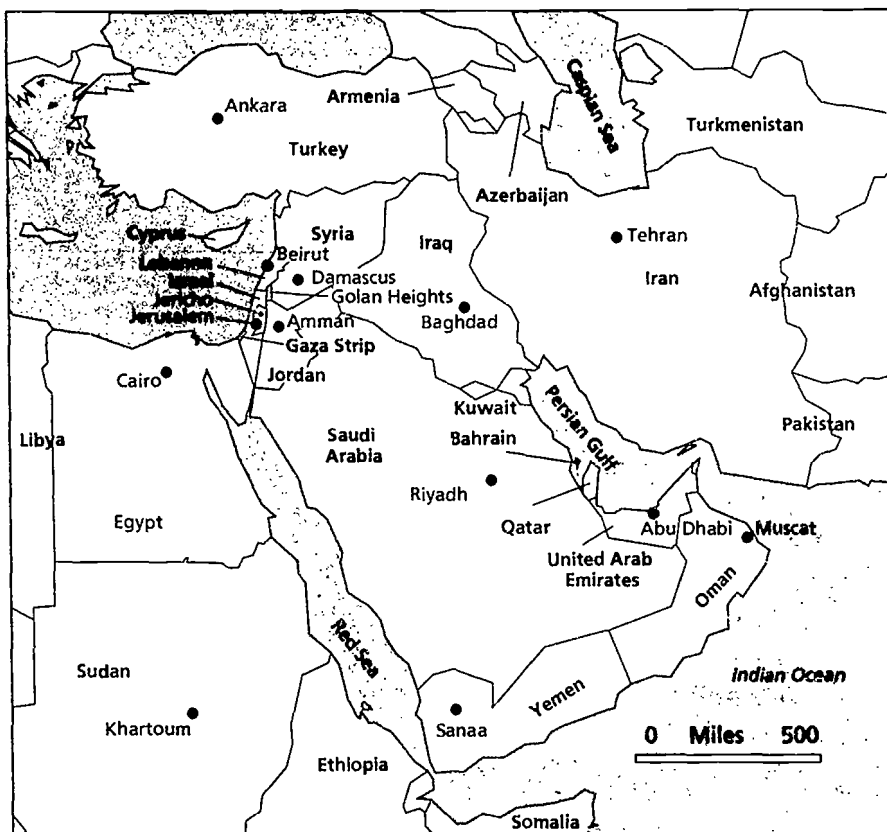 Caspian Sea
Armenia
Ankara
Turkmenistan
Turkey
Azerbaijan
Cyprus
Syria
Iraq
Tehran
Beirut
Lebanon
Israel
Damascus
Iran
Jericho
Golan Heights
Afghanistan
Jerusalem
Amman
Baghdad
Gaza Strip
Cairo
Jordan
Kuwait
Persian Gulf
Pakistan
Libya
Saudi
Arabia
Bahrain
Riyadh
Egypt
Qatar
Abu Dhabi
Muscat
United Arab
Emirates
Oman
Red Sea
Sudan
Indian Ocean
Yemen
Khartoum
Sanaa
0 Miles 500
Ethiopia
Somalia